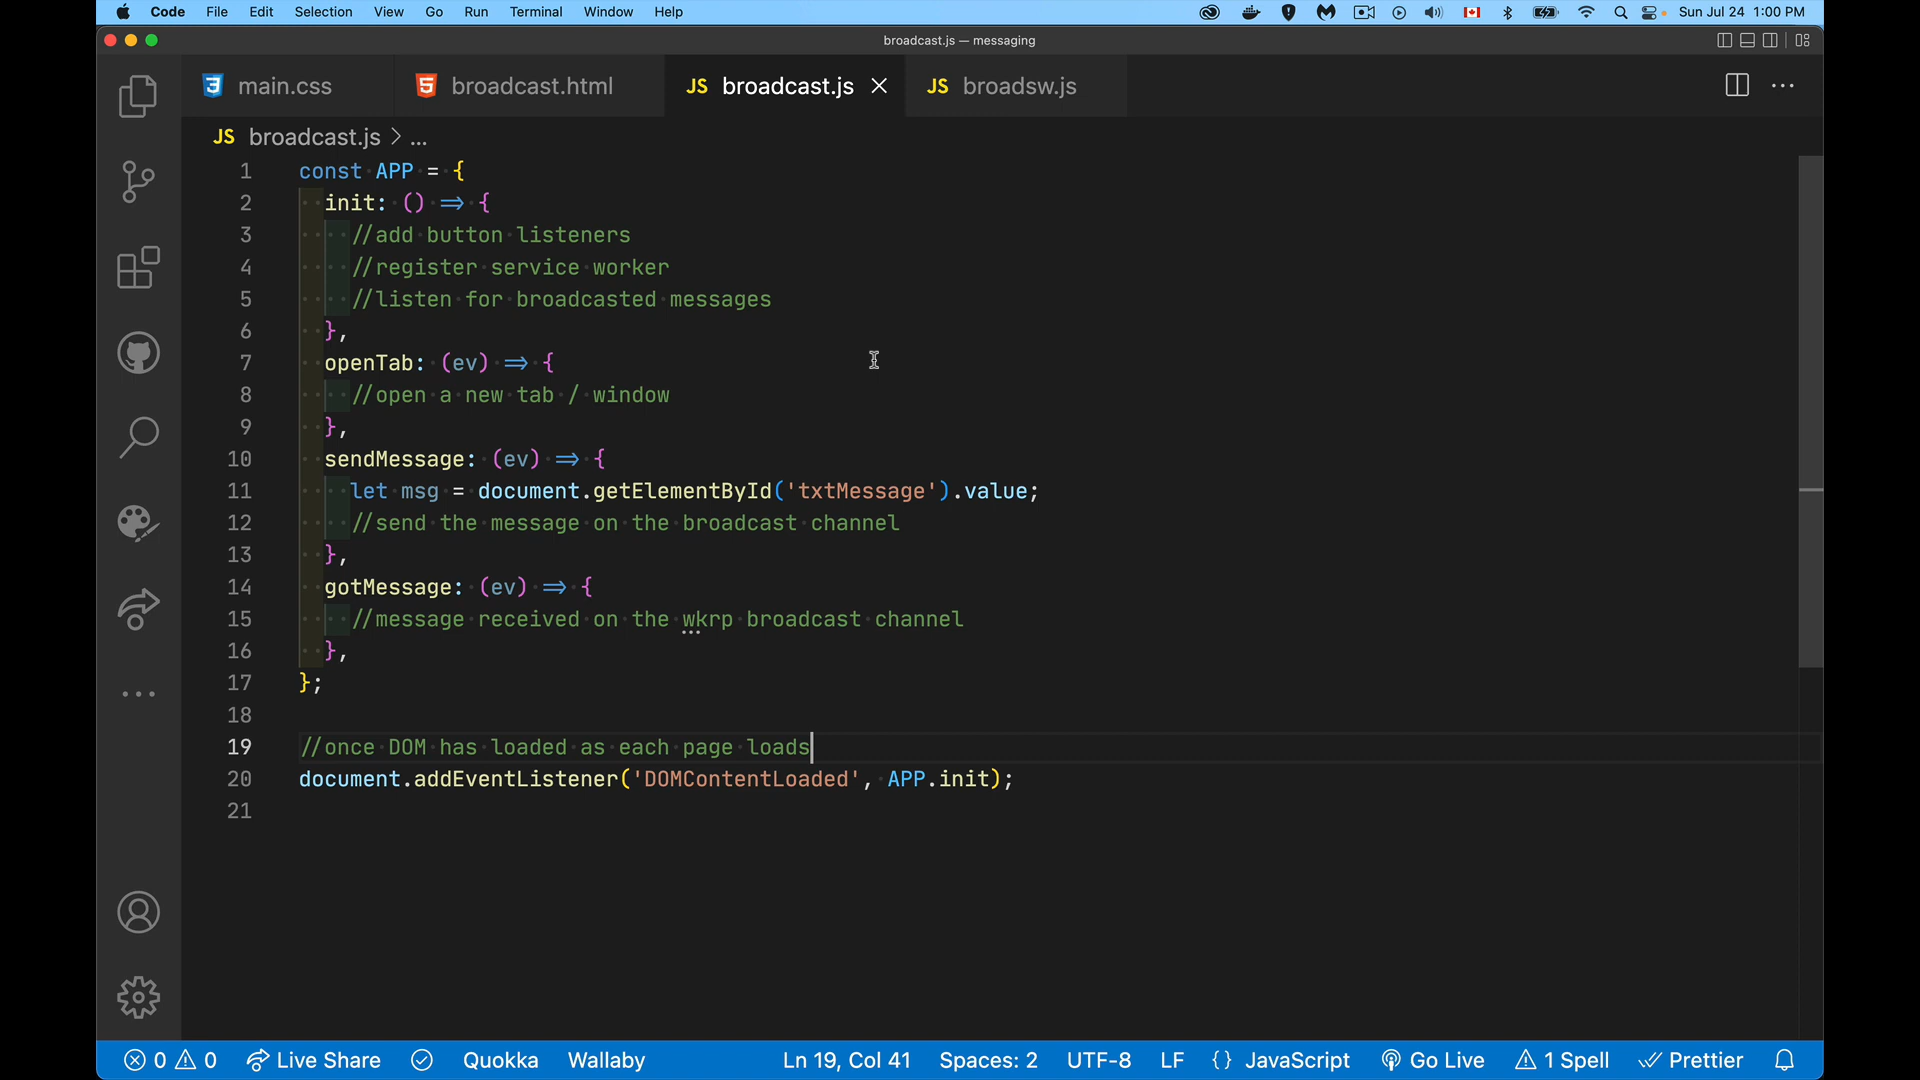 Code File Edit Selection View Go Run Terminal Window Help Sun Jul 24 1:00 PM
broadcast.js — messaging
main.css broadcast.html JS broadcast.js JS broadsw.js
JS broadcast.js > ...
1 const APP = {
2 init: () => {
3 //add button listeners
4 //register service worker
5 //listen for broadcasted messages
6 },
7 openTab: (ev) => {
8 //open a new tab / window
9 },
10 sendMessage: (ev) => {
11 let msg = document.getElementById('txtMessage').value;
12 //send the message on the broadcast channel
13 },
14 gotMessage: (ev) => {
15 //message received on the wkrp broadcast channel
16 },
17 };
18
19 //once DOM has loaded as each page loads
20 document.addEventListener('DOMContentLoaded', APP.init);
21
0 0 Live Share Quokka Wallaby Ln 19, Col 41 Spaces: 2 UTF-8 LF {} JavaScript Go Live 1 Spell Prettier